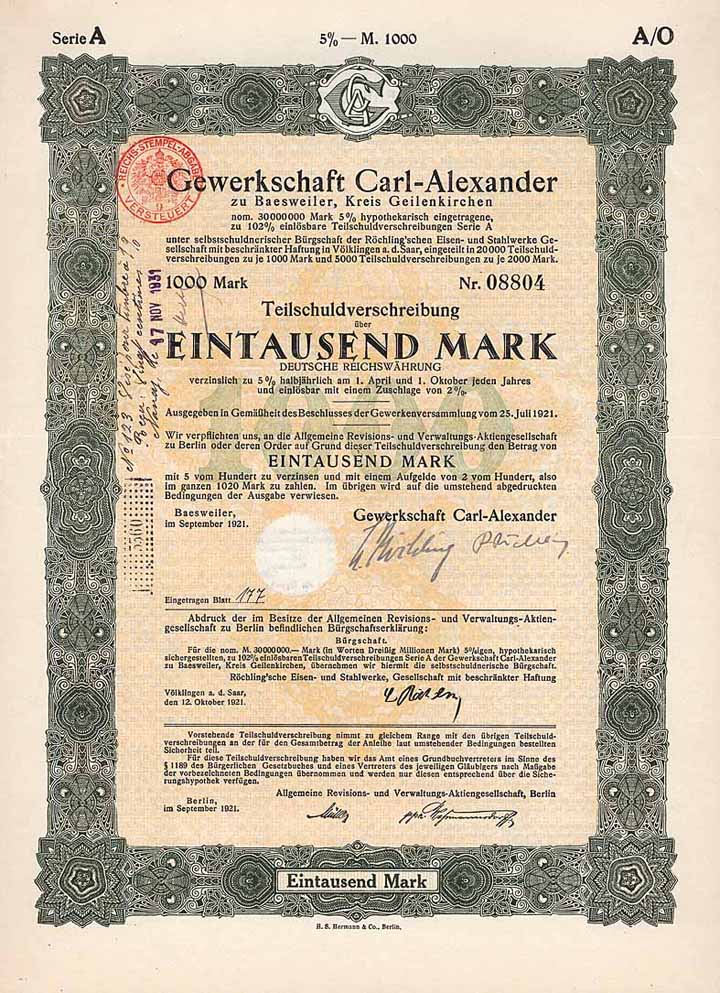 Serie A
5% — M. 1000
A/O
REICHS-STEMPEL-ABGABE
VERSTEUERT
Gewerkschaft Carl-Alexander
zu Baesweiler, Kreis Geilenkirchen
nom. 30000000 Mark 5% hypothekarisch eingetragene,
zu 102% einlösbare Teilschuldverschreibungen Serie A
unter selbstschuldnerischer Bürgschaft der Röchling'schen Eisen- und Stahlwerke Ge-
sellschaft mit beschränkter Haftung in Völklingen a. d. Saar, eingeteilt in 20000 Teilschuld-
verschreibungen zu je 1000 Mark und 5000 Teilschuldverschreibungen zu je 2000 Mark.
1000 Mark Nr. 08804
Teilschuldverschreibung
über
EINTAUSEND MARK
DEUTSCHE REICHSWÄHRUNG
verzinslich zu 5% halbjährlich am 1. April und 1. Oktober jeden Jahres
und einlösbar mit einem Zuschlage von 2%.
Ausgegeben in Gemäßheit des Beschlusses der Gewerkenversammlung vom 25. Juli 1921.
Wir verpflichten uns, an die Allgemeine Revisions- und Verwaltungs-Aktiengesellschaft
zu Berlin oder deren Order auf Grund dieser Teilschuldverschreibung den Betrag von
EINTAUSEND MARK
mit 5 vom Hundert zu verzinsen und mit einem Aufgelde von 2 vom Hundert, also
im ganzen 1020 Mark zu zahlen. Im übrigen wird auf die umstehend abgedruckten
Bedingungen der Ausgabe verwiesen.
Baesweiler,
im September 1921.
Gewerkschaft Carl-Alexander
Eingetragen Blatt 177
Abdruck der im Besitze der Allgemeinen Revisions- und Verwaltungs-Aktien-
gesellschaft zu Berlin befindlichen Bürgschaftserklärung:
Bürgschaft.
Für die nom. M. 30000000.— Mark (in Worten Dreißig Millionen Mark) 5%igen, hypothekarisch
sichergestellten, zu 102% einlösbaren Teilschuldverschreibungen Serie A der Gewerkschaft Carl-Alexander
zu Baesweiler, Kreis Geilenkirchen, übernehmen wir hiermit die selbstschuldnerische Bürgschaft.
Röchling'sche Eisen- und Stahlwerke, Gesellschaft mit beschränkter Haftung
Völklingen a. d. Saar,
den 12. Oktober 1921.
Vorstehende Teilschuldverschreibung nimmt zu gleichem Range mit den übrigen Teilschuld-
verschreibungen an der für den Gesamtbetrag der Anleihe laut umstehender Bedingungen bestellten
Sicherheit teil.
Für diese Teilschuldverschreibung haben wir das Amt eines Grundbuchvertreters im Sinne des
§ 1189 des Bürgerlichen Gesetzbuches und eines Vertreters des jeweiligen Gläubigers nach Maßgabe
der vorbezeichneten Bedingungen übernommen und werden nur diesen entsprechend über die Siche-
rungshypothek verfügen.
Allgemeine Revisions- und Verwaltungs-Aktiengesellschaft, Berlin
Berlin,
im September 1921.
Eintausend Mark
H. S. Hermann & Co., Berlin.
No 123
17 NOV 1931